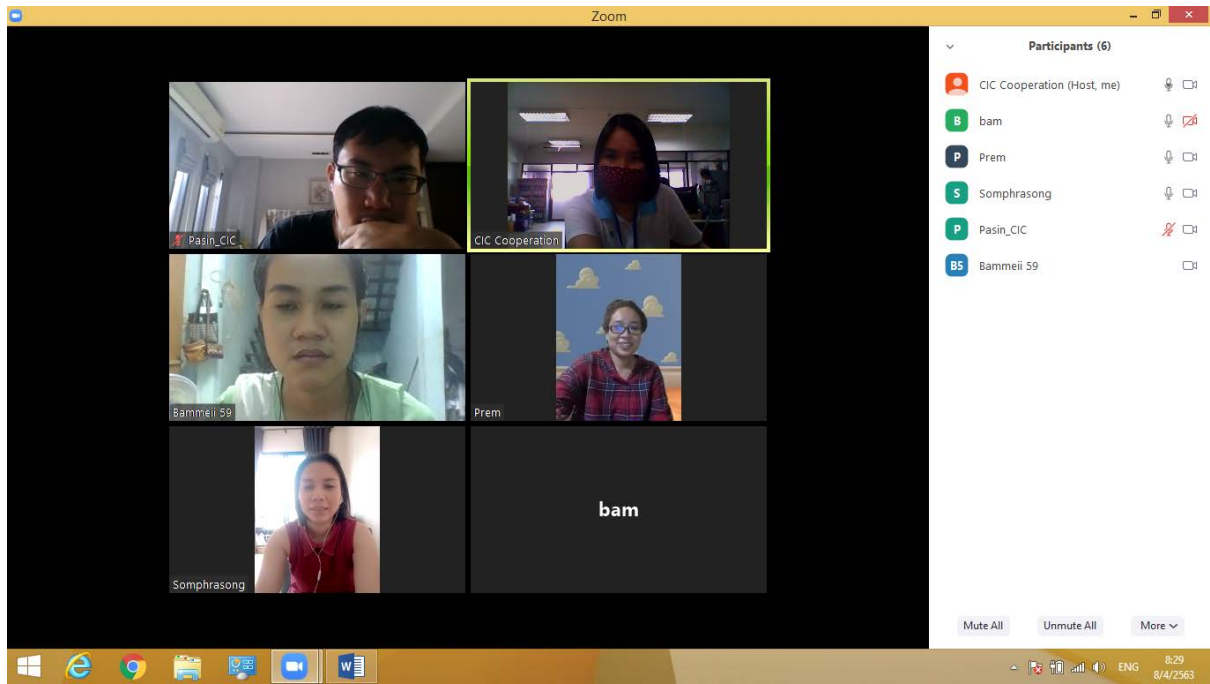 Zoom
Participants (6)
CIC Cooperation (Host, me)
B bam
P Prem
S Somphrasong
P Pasin_CIC
B5 Bammeii 59
Pasin_CIC
CIC Cooperation
Bammeii 59
Prem
Somphrasong
bam
Mute All Unmute All More
ENG
8:29
8/4/2563